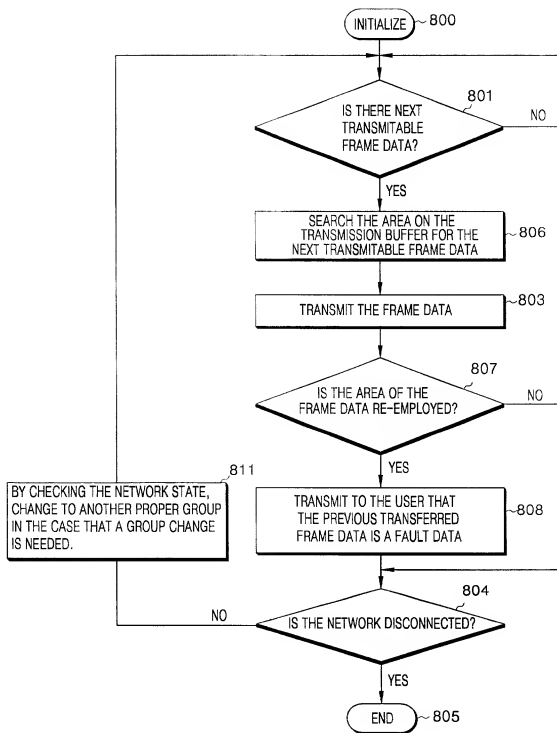 INITIALIZE
800
801
IS THERE NEXT
TRANSMITABLE
FRAME DATA?
NO
YES
SEARCH THE AREA ON THE
TRANSMISSION BUFFER FOR THE
NEXT TRANSMITABLE FRAME DATA
806
TRANSMIT THE FRAME DATA
803
807
IS THE AREA OF THE
FRAME DATA RE-EMPLOYED?
NO
YES
811
BY CHECKING THE NETWORK STATE,
CHANGE TO ANOTHER PROPER GROUP
IN THE CASE THAT A GROUP CHANGE
IS NEEDED.
TRANSMIT TO THE USER THAT
THE PREVIOUS TRANSFERRED
FRAME DATA IS A FAULT DATA
808
804
NO
IS THE NETWORK DISCONNECTED?
YES
END
805